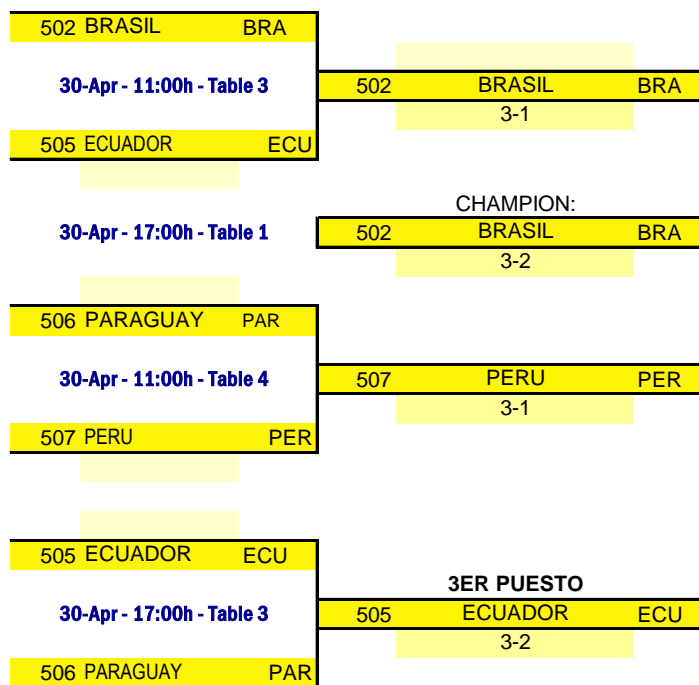 502 BRASIL BRA
30-Apr - 11:00h - Table 3
502 BRASIL BRA
3-1
505 ECUADOR ECU
CHAMPION:
30-Apr - 17:00h - Table 1
502 BRASIL BRA
3-2
506 PARAGUAY PAR
30-Apr - 11:00h - Table 4
507 PERU PER
3-1
507 PERU PER
505 ECUADOR ECU
3ER PUESTO
30-Apr - 17:00h - Table 3
505 ECUADOR ECU
3-2
506 PARAGUAY PAR